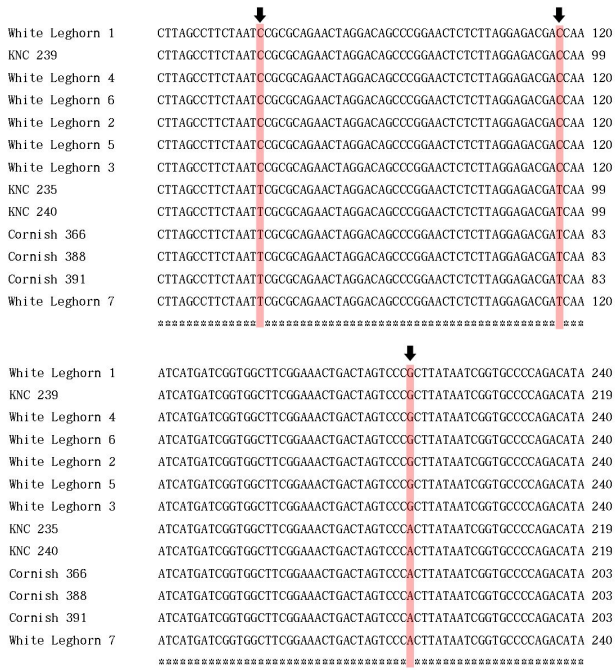 White Leghorn 1 CTTAGCCTTCTAATCCGCGCAGAACTAGGACAGCCCGGAACTCTCTTAGGAGACGACCAA 120
KNC 239 CTTAGCCTTCTAATCCGCGCAGAACTAGGACAGCCCGGAACTCTCTTAGGAGACGACCAA 99
White Leghorn 4 CTTAGCCTTCTAATCCGCGCAGAACTAGGACAGCCCGGAACTCTCTTAGGAGACGACCAA 120
White Leghorn 6 CTTAGCCTTCTAATCCGCGCAGAACTAGGACAGCCCGGAACTCTCTTAGGAGACGACCAA 120
White Leghorn 2 CTTAGCCTTCTAATCCGCGCAGAACTAGGACAGCCCGGAACTCTCTTAGGAGACGACCAA 120
White Leghorn 5 CTTAGCCTTCTAATCCGCGCAGAACTAGGACAGCCCGGAACTCTCTTAGGAGACGACCAA 120
White Leghorn 3 CTTAGCCTTCTAATCCGCGCAGAACTAGGACAGCCCGGAACTCTCTTAGGAGACGACCAA 120
KNC 235 CTTAGCCTTCTAATTCGCGCAGAACTAGGACAGCCCGGAACTCTCTTAGGAGACGATCAA 99
KNC 240 CTTAGCCTTCTAATTCGCGCAGAACTAGGACAGCCCGGAACTCTCTTAGGAGACGATCAA 99
Cornish 366 CTTAGCCTTCTAATTCGCGCAGAACTAGGACAGCCCGGAACTCTCTTAGGAGACGATCAA 83
Cornish 388 CTTAGCCTTCTAATTCGCGCAGAACTAGGACAGCCCGGAACTCTCTTAGGAGACGATCAA 83
Cornish 391 CTTAGCCTTCTAATTCGCGCAGAACTAGGACAGCCCGGAACTCTCTTAGGAGACGATCAA 83
White Leghorn 7 CTTAGCCTTCTAATTCGCGCAGAACTAGGACAGCCCGGAACTCTCTTAGGAGACGATCAA 120
************** ***************************************** ***
White Leghorn 1 ATCATGATCGGTGGCTTCGGAAACTGACTAGTCCCGCTTATAATCGGTGCCCCAGACATA 240
KNC 239 ATCATGATCGGTGGCTTCGGAAACTGACTAGTCCCGCTTATAATCGGTGCCCCAGACATA 219
White Leghorn 4 ATCATGATCGGTGGCTTCGGAAACTGACTAGTCCCGCTTATAATCGGTGCCCCAGACATA 240
White Leghorn 6 ATCATGATCGGTGGCTTCGGAAACTGACTAGTCCCGCTTATAATCGGTGCCCCAGACATA 240
White Leghorn 2 ATCATGATCGGTGGCTTCGGAAACTGACTAGTCCCGCTTATAATCGGTGCCCCAGACATA 240
White Leghorn 5 ATCATGATCGGTGGCTTCGGAAACTGACTAGTCCCGCTTATAATCGGTGCCCCAGACATA 240
White Leghorn 3 ATCATGATCGGTGGCTTCGGAAACTGACTAGTCCCGCTTATAATCGGTGCCCCAGACATA 240
KNC 235 ATCATGATCGGTGGCTTCGGAAACTGACTAGTCCCACTTATAATCGGTGCCCCAGACATA 219
KNC 240 ATCATGATCGGTGGCTTCGGAAACTGACTAGTCCCACTTATAATCGGTGCCCCAGACATA 219
Cornish 366 ATCATGATCGGTGGCTTCGGAAACTGACTAGTCCCACTTATAATCGGTGCCCCAGACATA 203
Cornish 388 ATCATGATCGGTGGCTTCGGAAACTGACTAGTCCCACTTATAATCGGTGCCCCAGACATA 203
Cornish 391 ATCATGATCGGTGGCTTCGGAAACTGACTAGTCCCACTTATAATCGGTGCCCCAGACATA 203
White Leghorn 7 ATCATGATCGGTGGCTTCGGAAACTGACTAGTCCCACTTATAATCGGTGCCCCAGACATA 240
*********************************** ************************